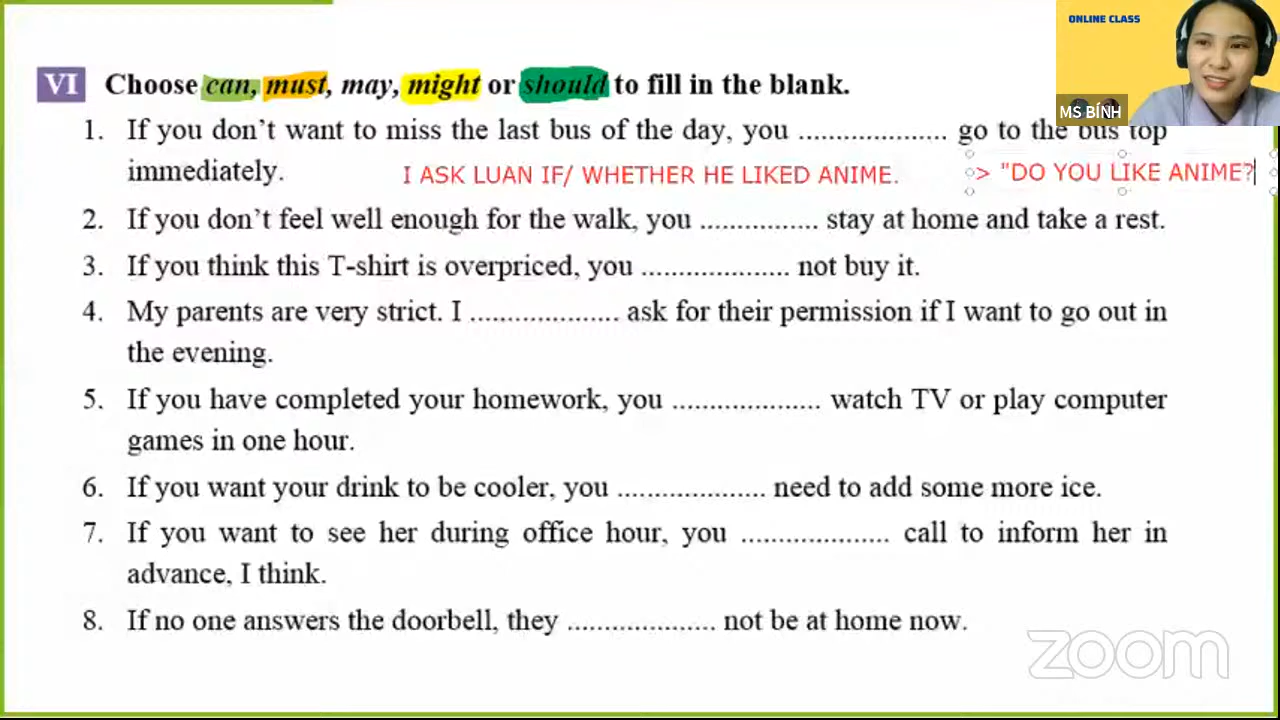 ONLINE CLASS
MS BÍNH
VI Choose can, must, may, might or should to fill in the blank.
1. If you don't want to miss the last bus of the day, you .................... go to the bus top
immediately.
I ASK LUAN IF/ WHETHER HE LIKED ANIME. > "DO YOU LIKE ANIME?
2. If you don't feel well enough for the walk, you ................ stay at home and take a rest.
3. If you think this T-shirt is overpriced, you .................... not buy it.
4. My parents are very strict. I .................... ask for their permission if I want to go out in
the evening.
5. If you have completed your homework, you .................... watch TV or play computer
games in one hour.
6. If you want your drink to be cooler, you .................... need to add some more ice.
7. If you want to see her during office hour, you .................... call to inform her in
advance, I think.
8. If no one answers the doorbell, they .................... not be at home now.
zoom